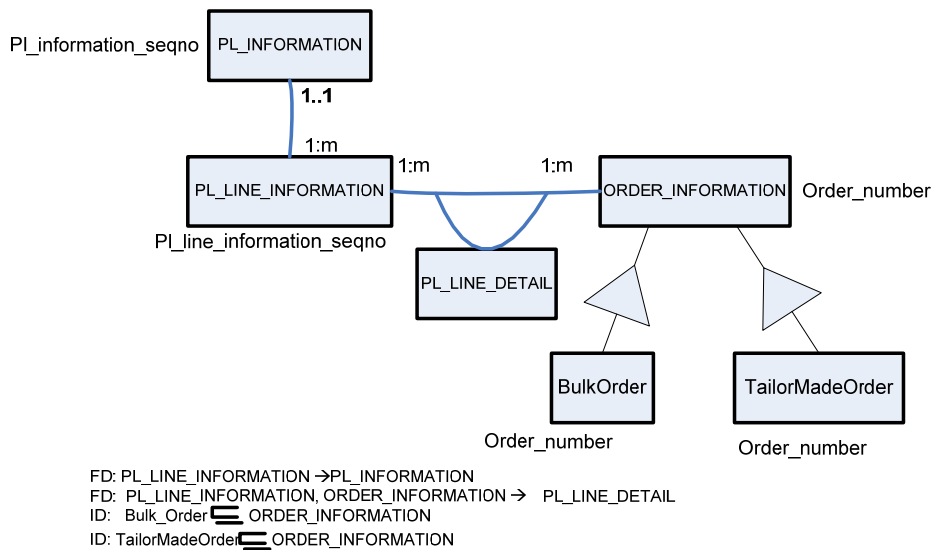 Pl_information_seqno
PL_INFORMATION
1..1
1:m
1:m
1:m
PL_LINE_INFORMATION
ORDER_INFORMATION
Order_number
Pl_line_information_seqno
PL_LINE_DETAIL
BulkOrder
TailorMadeOrder
Order_number
Order_number
FD: PL_LINE_INFORMATION →PL_INFORMATION
FD: PL_LINE_INFORMATION, ORDER_INFORMATION → PL_LINE_DETAIL
ID: Bulk_Order ⊆ ORDER_INFORMATION
ID: TailorMadeOrder ⊆ ORDER_INFORMATION